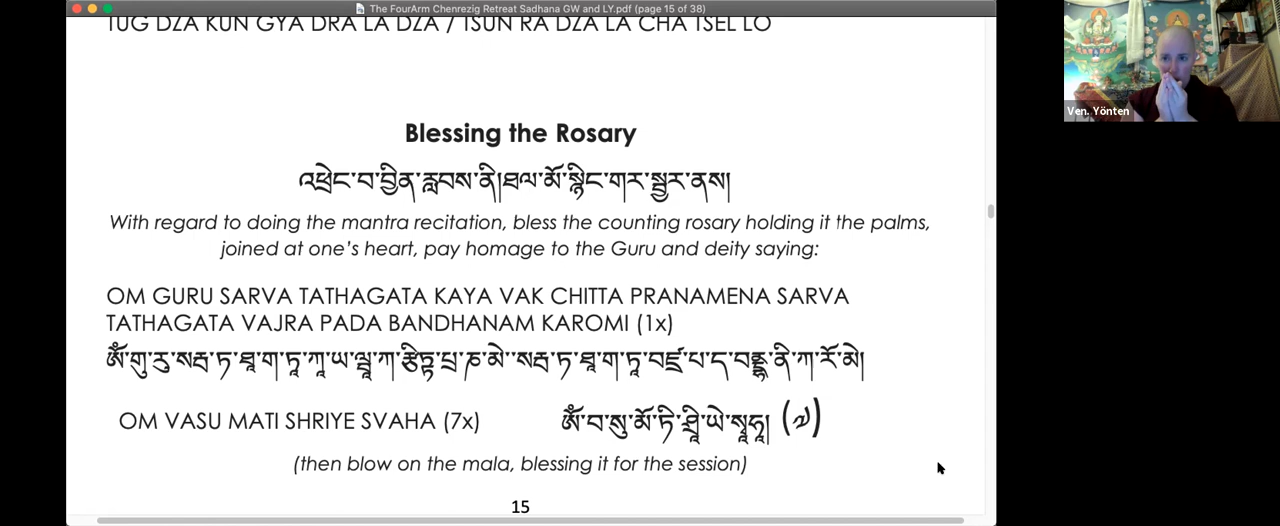 The FourArm Chenrezig Retreat Sadhana GW and LY.pdf (page 15 of 38)
TUG DZA KUN GYA DRA LA DZA / TSUN RA DZA LA CHA TSEL LO
Ven. Yönten
Blessing the Rosary
འཕྲེང་བ་བྱིན་རླབས་ནི།ཐལ་མོ་སྙིང་གར་སྦྱར་ནས།
With regard to doing the mantra recitation, bless the counting rosary holding it the palms,
joined at one's heart, pay homage to the Guru and deity saying:
OM GURU SARVA TATHAGATA KAYA VAK CHITTA PRANAMENA SARVA
TATHAGATA VAJRA PADA BANDHANAM KAROMI (1x)
ཨོཾ་གུ་རུ་སརྦ་ཏ་ཐཱ་ག་ཏཱ་ཀཱ་ཡ་ཝཱ་ཀ་ཙིཏྟ་པྲ་ཎ་མེ་སརྦ་ཏ་ཐཱ་ག་ཏཱ་བཛྲ་པ་ད་བནྡྷ་ནི་ཀ་རོ་མི།
OM VASU MATI SHRIYE SVAHA (7x) ཨོཾ་བ་སུ་མོ་ཏི་ཤྲཱི་ཡེ་སྭཱཧཱ། (༧)
(then blow on the mala, blessing it for the session)
15